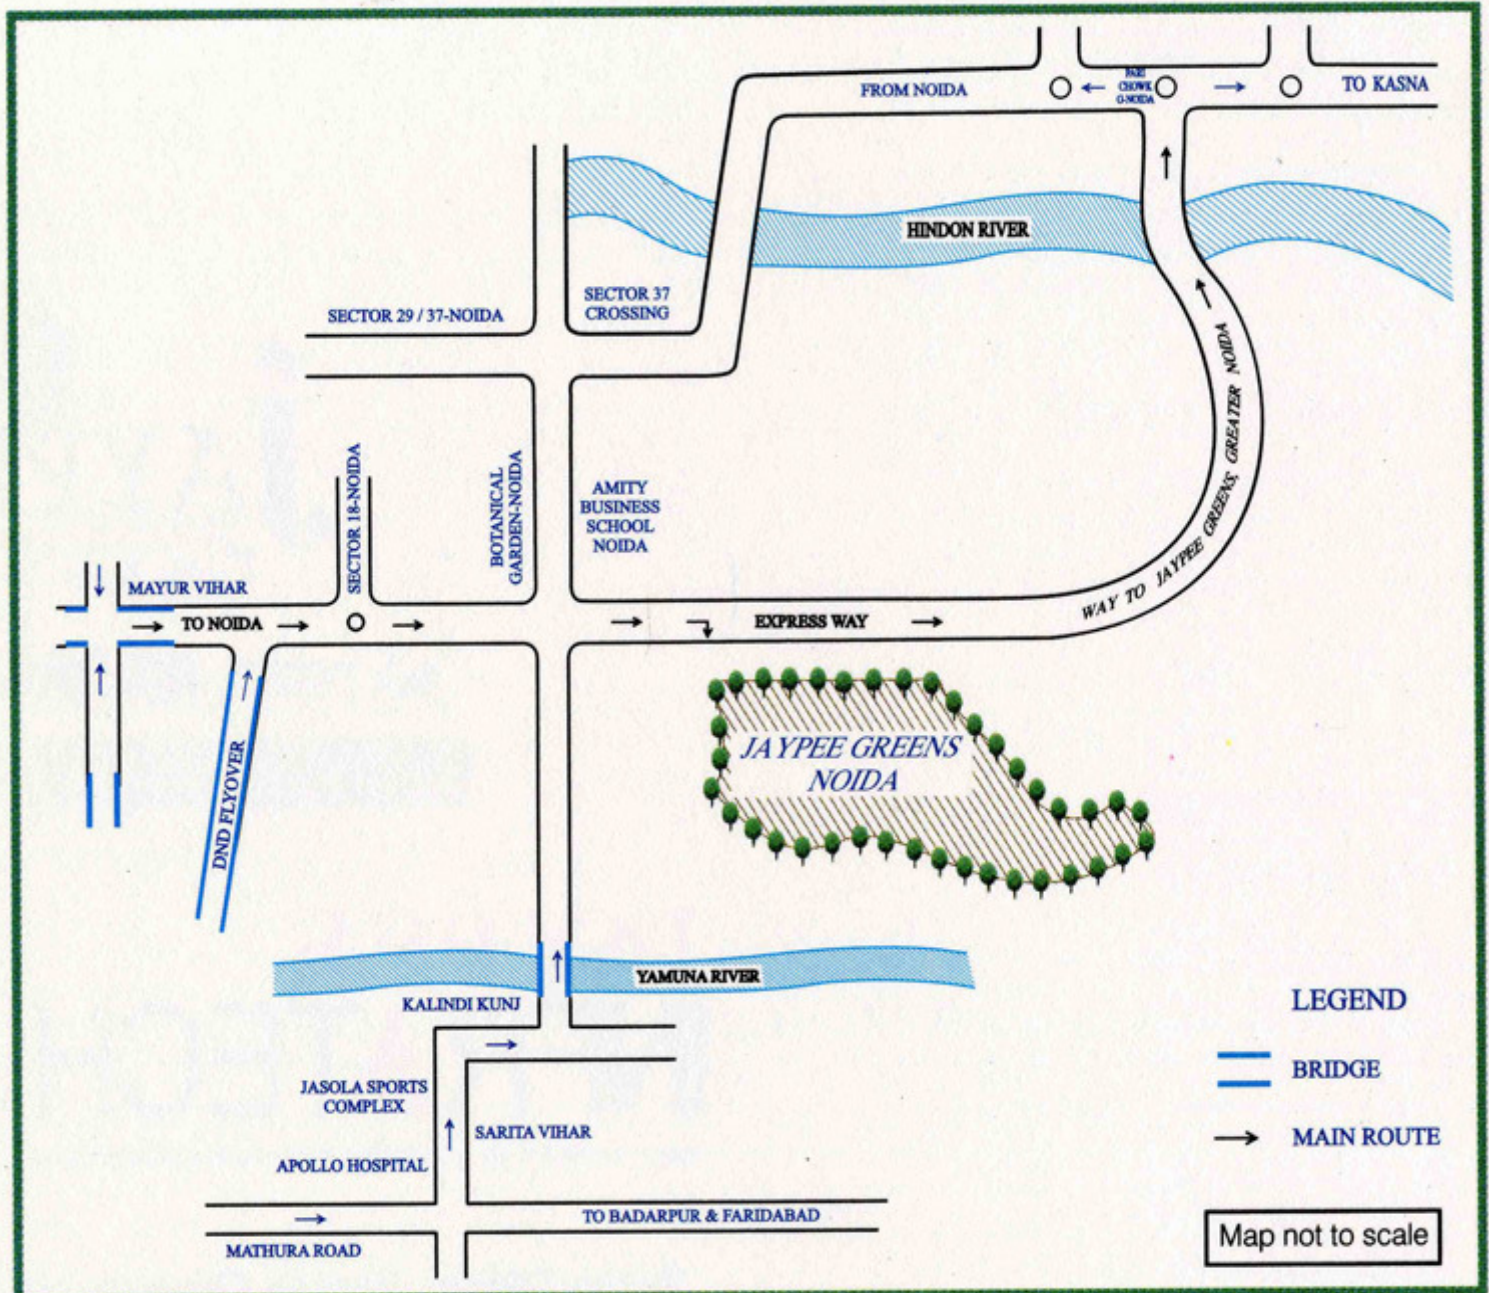 FROM NOIDA
PARI
CHOWK
G-NOIDA
TO KASNA
HINDON RIVER
SECTOR 29 / 37-NOIDA
SECTOR 37
CROSSING
WAY TO JAYPEE GREENS, GREATER NOIDA
SECTOR 18-NOIDA
BOTANICAL
GARDEN-NOIDA
AMITY
BUSINESS
SCHOOL
NOIDA
MAYUR VIHAR
TO NOIDA
EXPRESS WAY
DND FLYOVER
JAYPEE GREENS
NOIDA
YAMUNA RIVER
KALINDI KUNJ
JASOLA SPORTS
COMPLEX
SARITA VIHAR
APOLLO HOSPITAL
TO BADARPUR & FARIDABAD
MATHURA ROAD
LEGEND
BRIDGE
MAIN ROUTE
Map not to scale